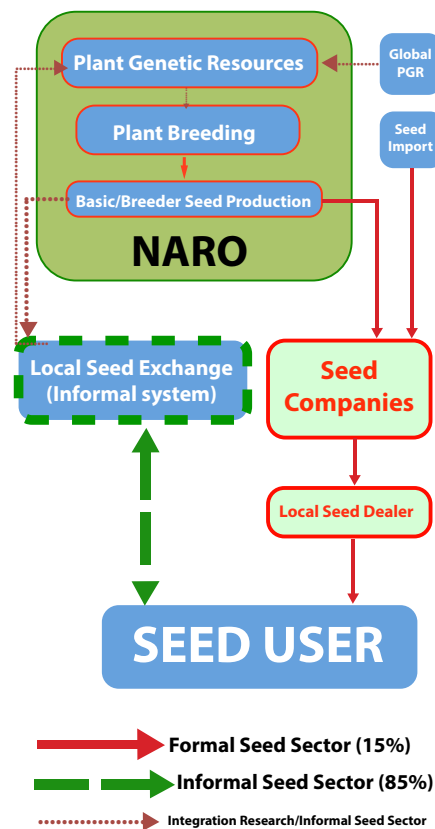 Plant Genetic Resources
Global
PGR
Plant Breeding
Seed
Import
Basic/Breeder Seed Production
NARO
Local Seed Exchange
(Informal system)
Seed
Companies
Local Seed Dealer
SEED USER
Formal Seed Sector (15%)
Informal Seed Sector (85%)
Integration Research/Informal Seed Sector